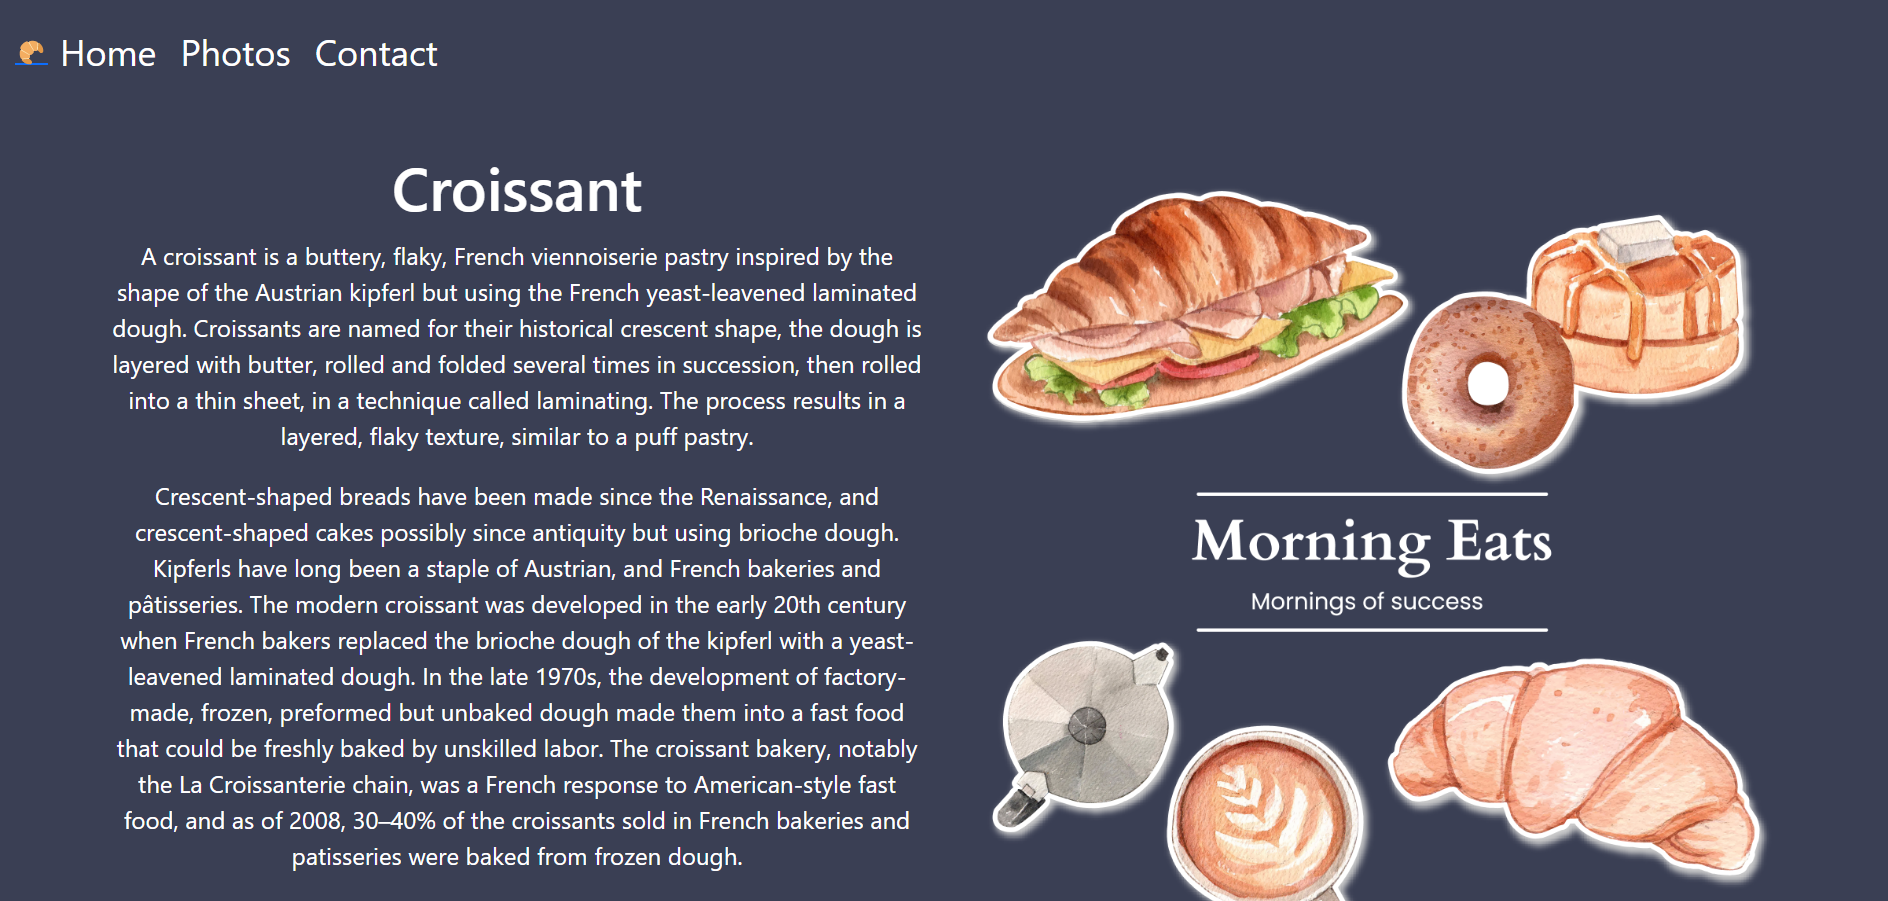 Home Photos Contact
Croissant
A croissant is a buttery, flaky, French viennoiserie pastry inspired by the
shape of the Austrian kipferl but using the French yeast-leavened laminated
dough. Croissants are named for their historical crescent shape, the dough is
layered with butter, rolled and folded several times in succession, then rolled
into a thin sheet, in a technique called laminating. The process results in a
layered, flaky texture, similar to a puff pastry.
Crescent-shaped breads have been made since the Renaissance, and
crescent-shaped cakes possibly since antiquity but using brioche dough.
Kipferls have long been a staple of Austrian, and French bakeries and
pâtisseries. The modern croissant was developed in the early 20th century
when French bakers replaced the brioche dough of the kipferl with a yeast-
leavened laminated dough. In the late 1970s, the development of factory-
made, frozen, preformed but unbaked dough made them into a fast food
that could be freshly baked by unskilled labor. The croissant bakery, notably
the La Croissanterie chain, was a French response to American-style fast
food, and as of 2008, 30–40% of the croissants sold in French bakeries and
patisseries were baked from frozen dough.
Morning Eats
Mornings of success